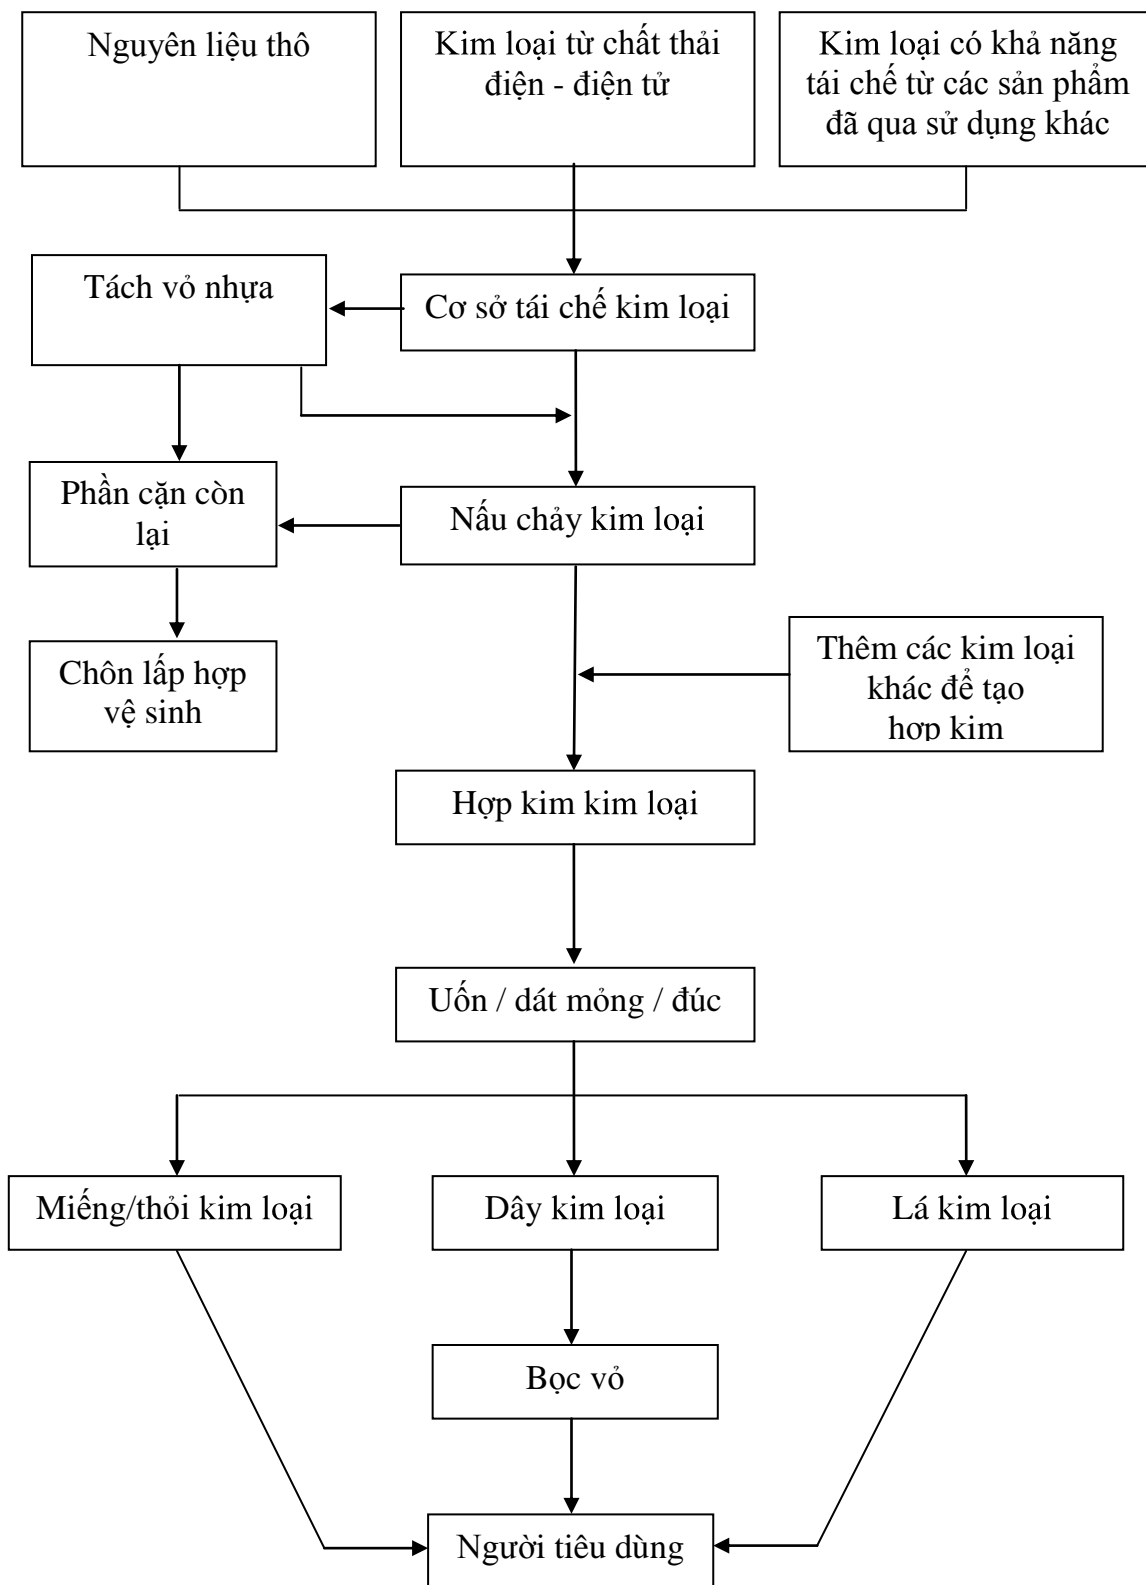 Nguyên liệu thô
Kim loại từ chất thải
điện - điện tử
Kim loại có khả năng
tái chế từ các sản phẩm
đã qua sử dụng khác
Tách vỏ nhựa
Cơ sở tái chế kim loại
Phần cặn còn
lại
Nấu chảy kim loại
Chôn lấp hợp
vệ sinh
Thêm các kim loại
khác để tạo
hợp kim
Hợp kim kim loại
Uốn / dát mỏng / đúc
Miếng/thỏi kim loại
Dây kim loại
Lá kim loại
Bọc vỏ
Người tiêu dùng